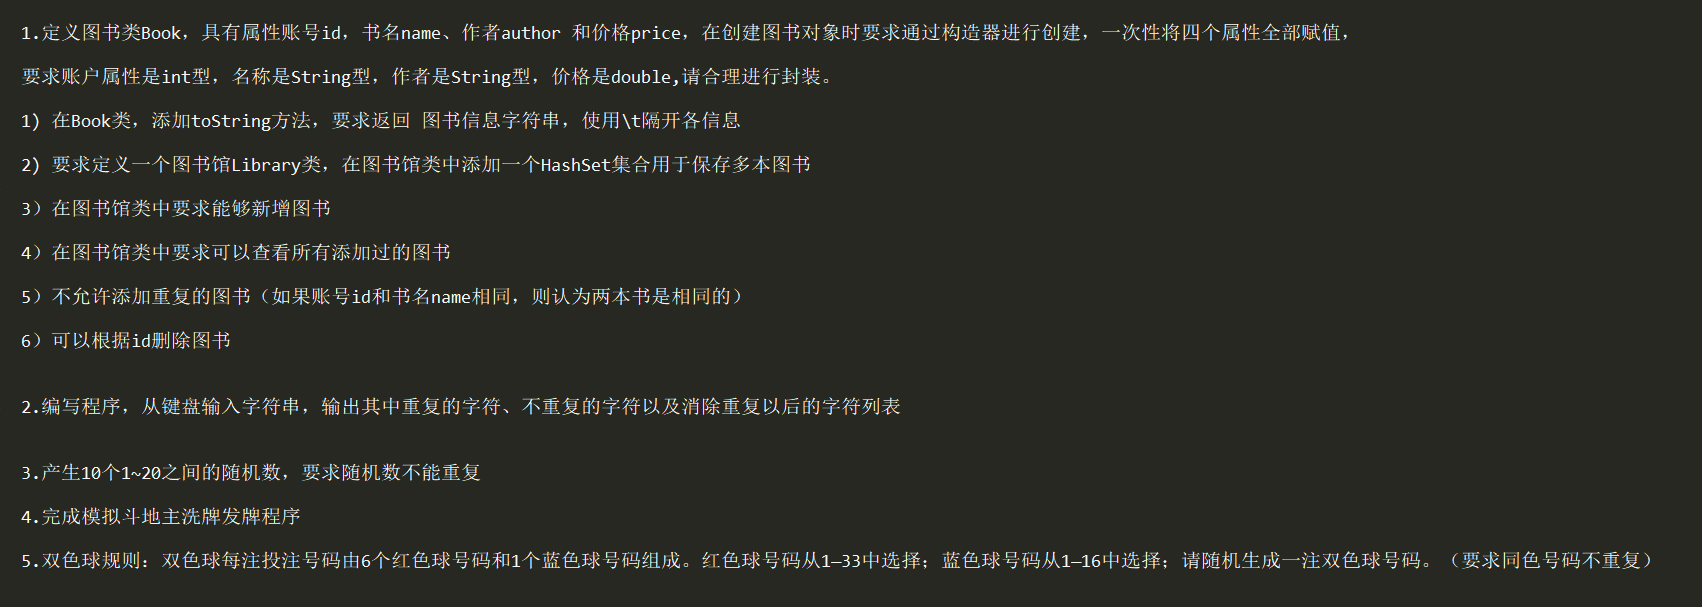 1.定义图书类Book，具有属性账号id，书名name、作者author 和价格price，在创建图书对象时要求通过构造器进行创建，一次性将四个属性全部赋值，
要求账户属性是int型，名称是String型，作者是String型，价格是double,请合理进行封装。
1) 在Book类，添加toString方法，要求返回 图书信息字符串，使用\t隔开各信息
2) 要求定义一个图书馆Library类，在图书馆类中添加一个HashSet集合用于保存多本图书
3）在图书馆类中要求能够新增图书
4）在图书馆类中要求可以查看所有添加过的图书
5）不允许添加重复的图书（如果账号id和书名name相同，则认为两本书是相同的）
6）可以根据id删除图书
2.编写程序，从键盘输入字符串，输出其中重复的字符、不重复的字符以及消除重复以后的字符列表
3.产生10个1~20之间的随机数，要求随机数不能重复
4.完成模拟斗地主洗牌发牌程序
5.双色球规则：双色球每注投注号码由6个红色球号码和1个蓝色球号码组成。红色球号码从1—33中选择；蓝色球号码从1—16中选择；请随机生成一注双色球号码。（要求同色号码不重复）